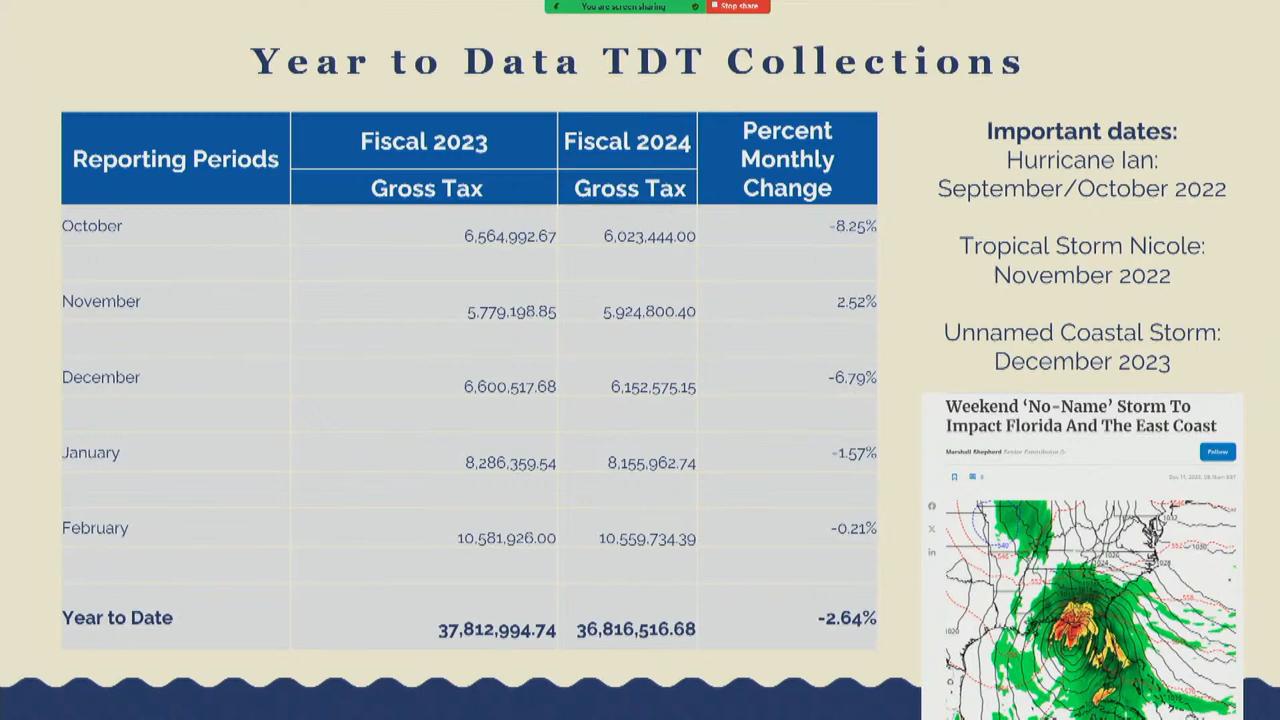 You are screen sharing
Stop share
Year to Data TDT Collections
Reporting Periods
Fiscal 2023
Fiscal 2024
Percent
Monthly
Change
Gross Tax
Gross Tax
October
6,564,992.67
6,023,444.00
-8.25%
November
5,779,198.85
5,924,800.40
2.52%
December
6,600,517.68
6,152,575.15
-6.79%
January
8,286,359.54
8,155,962.74
-1.57%
February
10,581,926.00
10,559,734.39
-0.21%
Year to Date
37,812,994.74
36,816,516.68
-2.64%
Important dates:
Hurricane Ian:
September/October 2022
Tropical Storm Nicole:
November 2022
Unnamed Coastal Storm:
December 2023
Weekend ‘No-Name’ Storm To
Impact Florida And The East Coast
Marshall Shepherd Senior Contributor
Follow